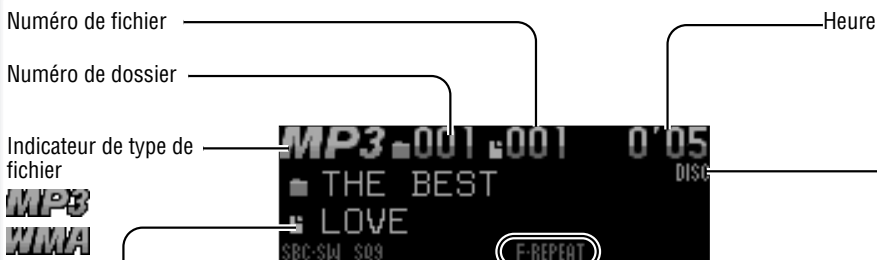 Numéro de fichier
Heure
Numéro de dossier
Indicateur de type de
fichier
MP3
WMA
MP3 001 001 0'05
DISC
THE BEST
LOVE
SBC-SW SQ9 F-REPEAT